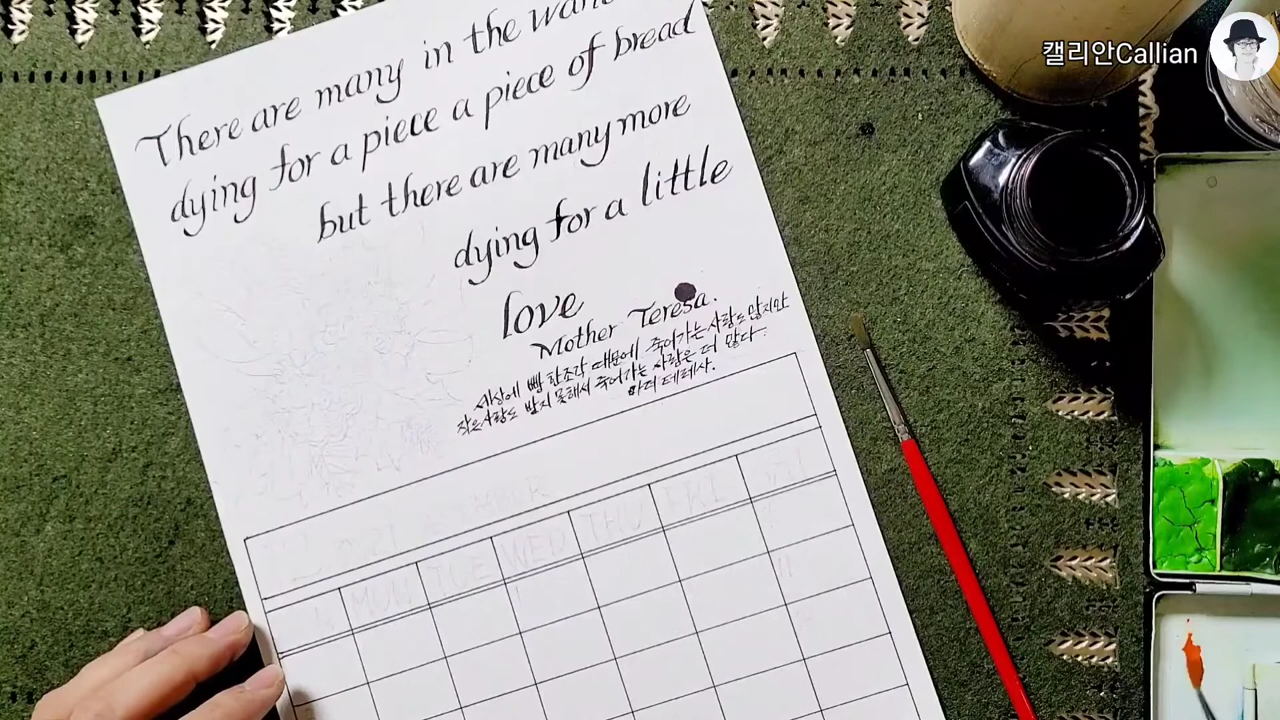 There are many in the
dying for a piece a piece of bread
but there are many more
dying for a little
love
Mother Teresa.
세상에 빵 한조각 때문에 죽어가는 사람도 많지만
작은사랑도 받지 못해서 죽어가는 사람은 더 많다.
마더 테레사.
MON TUE WED THU FRI
캘리안Callian